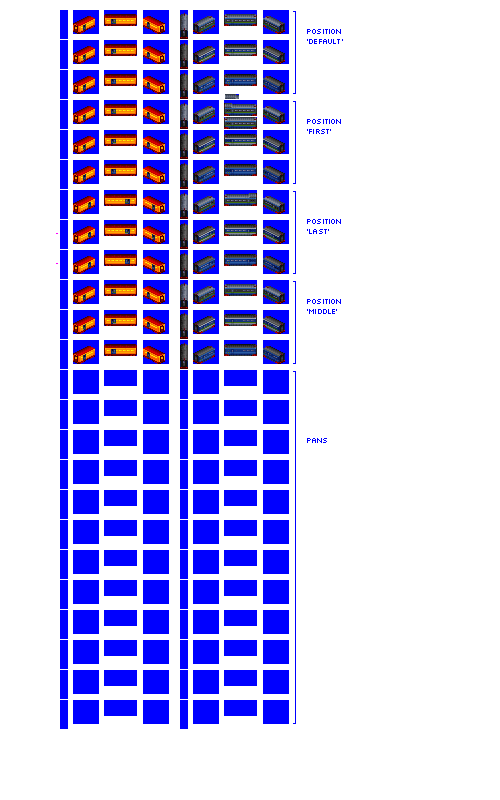 POSITION
'DEFAULT'
POSITION
'FIRST'
POSITION
'LAST'
POSITION
'MIDDLE'
PANS